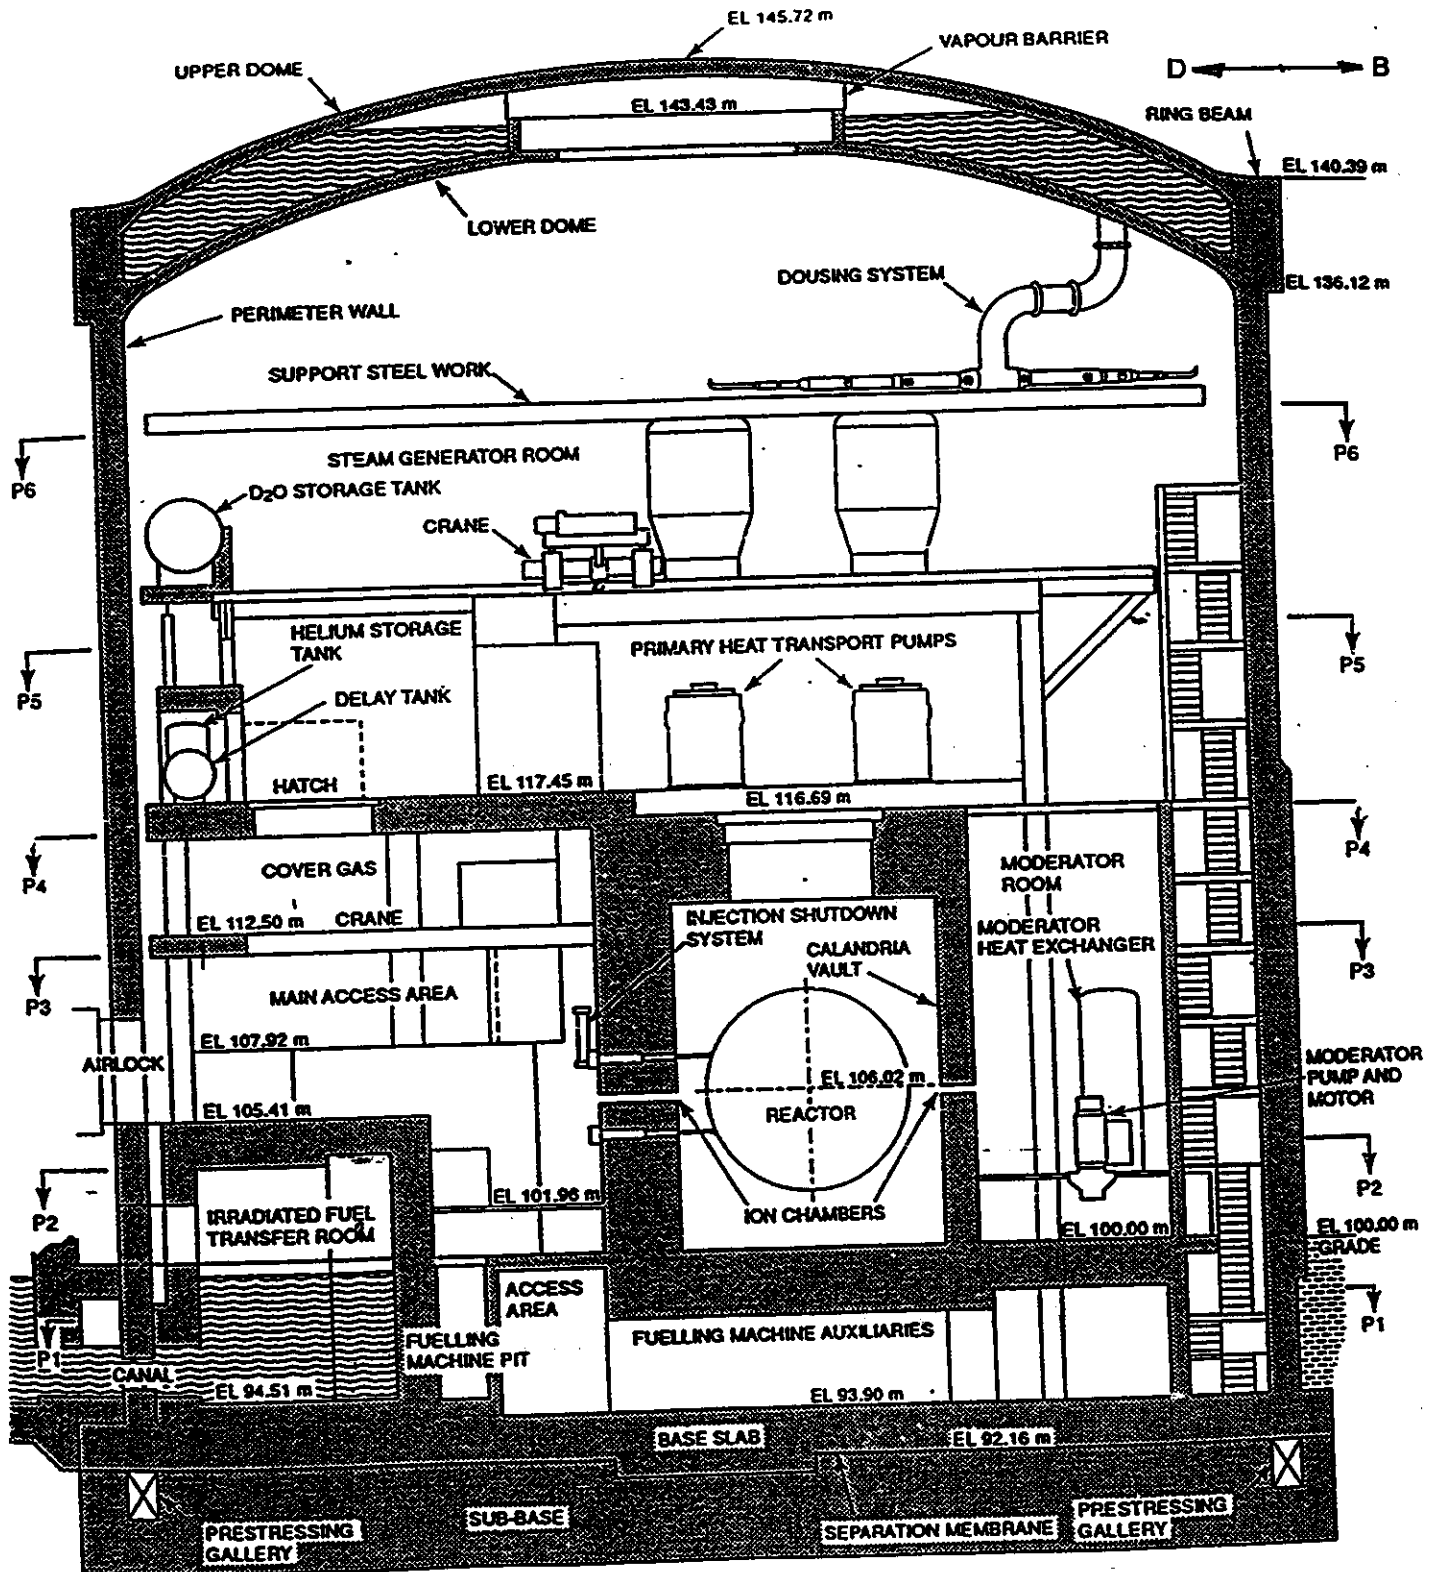 EL 145.72 m
VAPOUR BARRIER
UPPER DOME
D
B
EL 143.43 m
RING BEAM
EL 140.39 m
LOWER DOME
DOUSING SYSTEM
EL 136.12 m
PERIMETER WALL
SUPPORT STEEL WORK
STEAM GENERATOR ROOM
P6
P6
D2O STORAGE TANK
CRANE
HELIUM STORAGE
TANK
PRIMARY HEAT TRANSPORT PUMPS
P5
P5
DELAY TANK
HATCH
EL 117.45 m
EL 116.69 m
P4
P4
COVER GAS
MODERATOR
ROOM
EL 112.50 m
CRANE
INJECTION SHUTDOWN
SYSTEM
MODERATOR
HEAT EXCHANGER
CALANDRIA
VAULT
P3
P3
MAIN ACCESS AREA
EL 107.92 m
AIRLOCK
EL 106.02 m
MODERATOR
PUMP AND
MOTOR
EL 105.41 m
REACTOR
P2
P2
EL 101.96 m
ION CHAMBERS
IRRADIATED FUEL
TRANSFER ROOM
EL 100.00 m
EL 100.00 m
GRADE
ACCESS
AREA
P1
P1
FUELLING
MACHINE PIT
FUELLING MACHINE AUXILIARIES
CANAL
EL 94.51 m
EL 93.90 m
BASE SLAB
EL 92.16 m
SUB-BASE
PRESTRESSING
GALLERY
SEPARATION MEMBRANE
PRESTRESSING
GALLERY